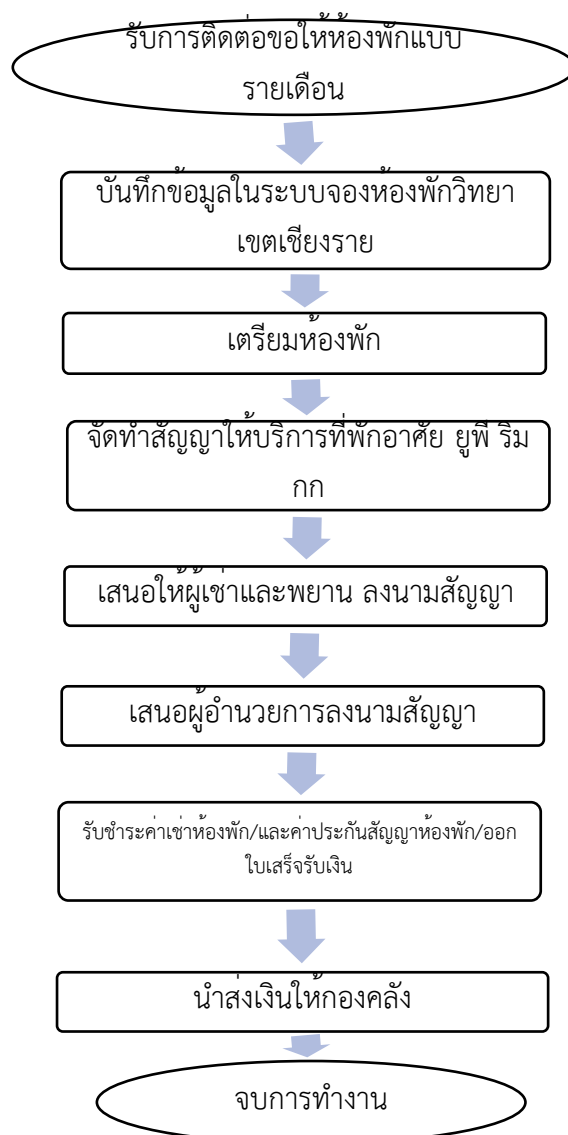 รับการติดต่อขอให้ห้องพักแบบ
รายเดือน
บันทึกข้อมูลในระบบจองห้องพักวิทยา
เขตเชียงราย
เตรียมห้องพัก
จัดทำสัญญาให้บริการที่พักอาศัย ยูพี ริม
กก
เสนอให้ผู้เช่าและพยาน ลงนามสัญญา
เสนอผู้อำนวยการลงนามสัญญา
รับชำระค่าเช่าห้องพัก/และค่าประกันสัญญาห้องพัก/ออก
ใบเสร็จรับเงิน
นำส่งเงินให้กองคลัง
จบการทำงาน